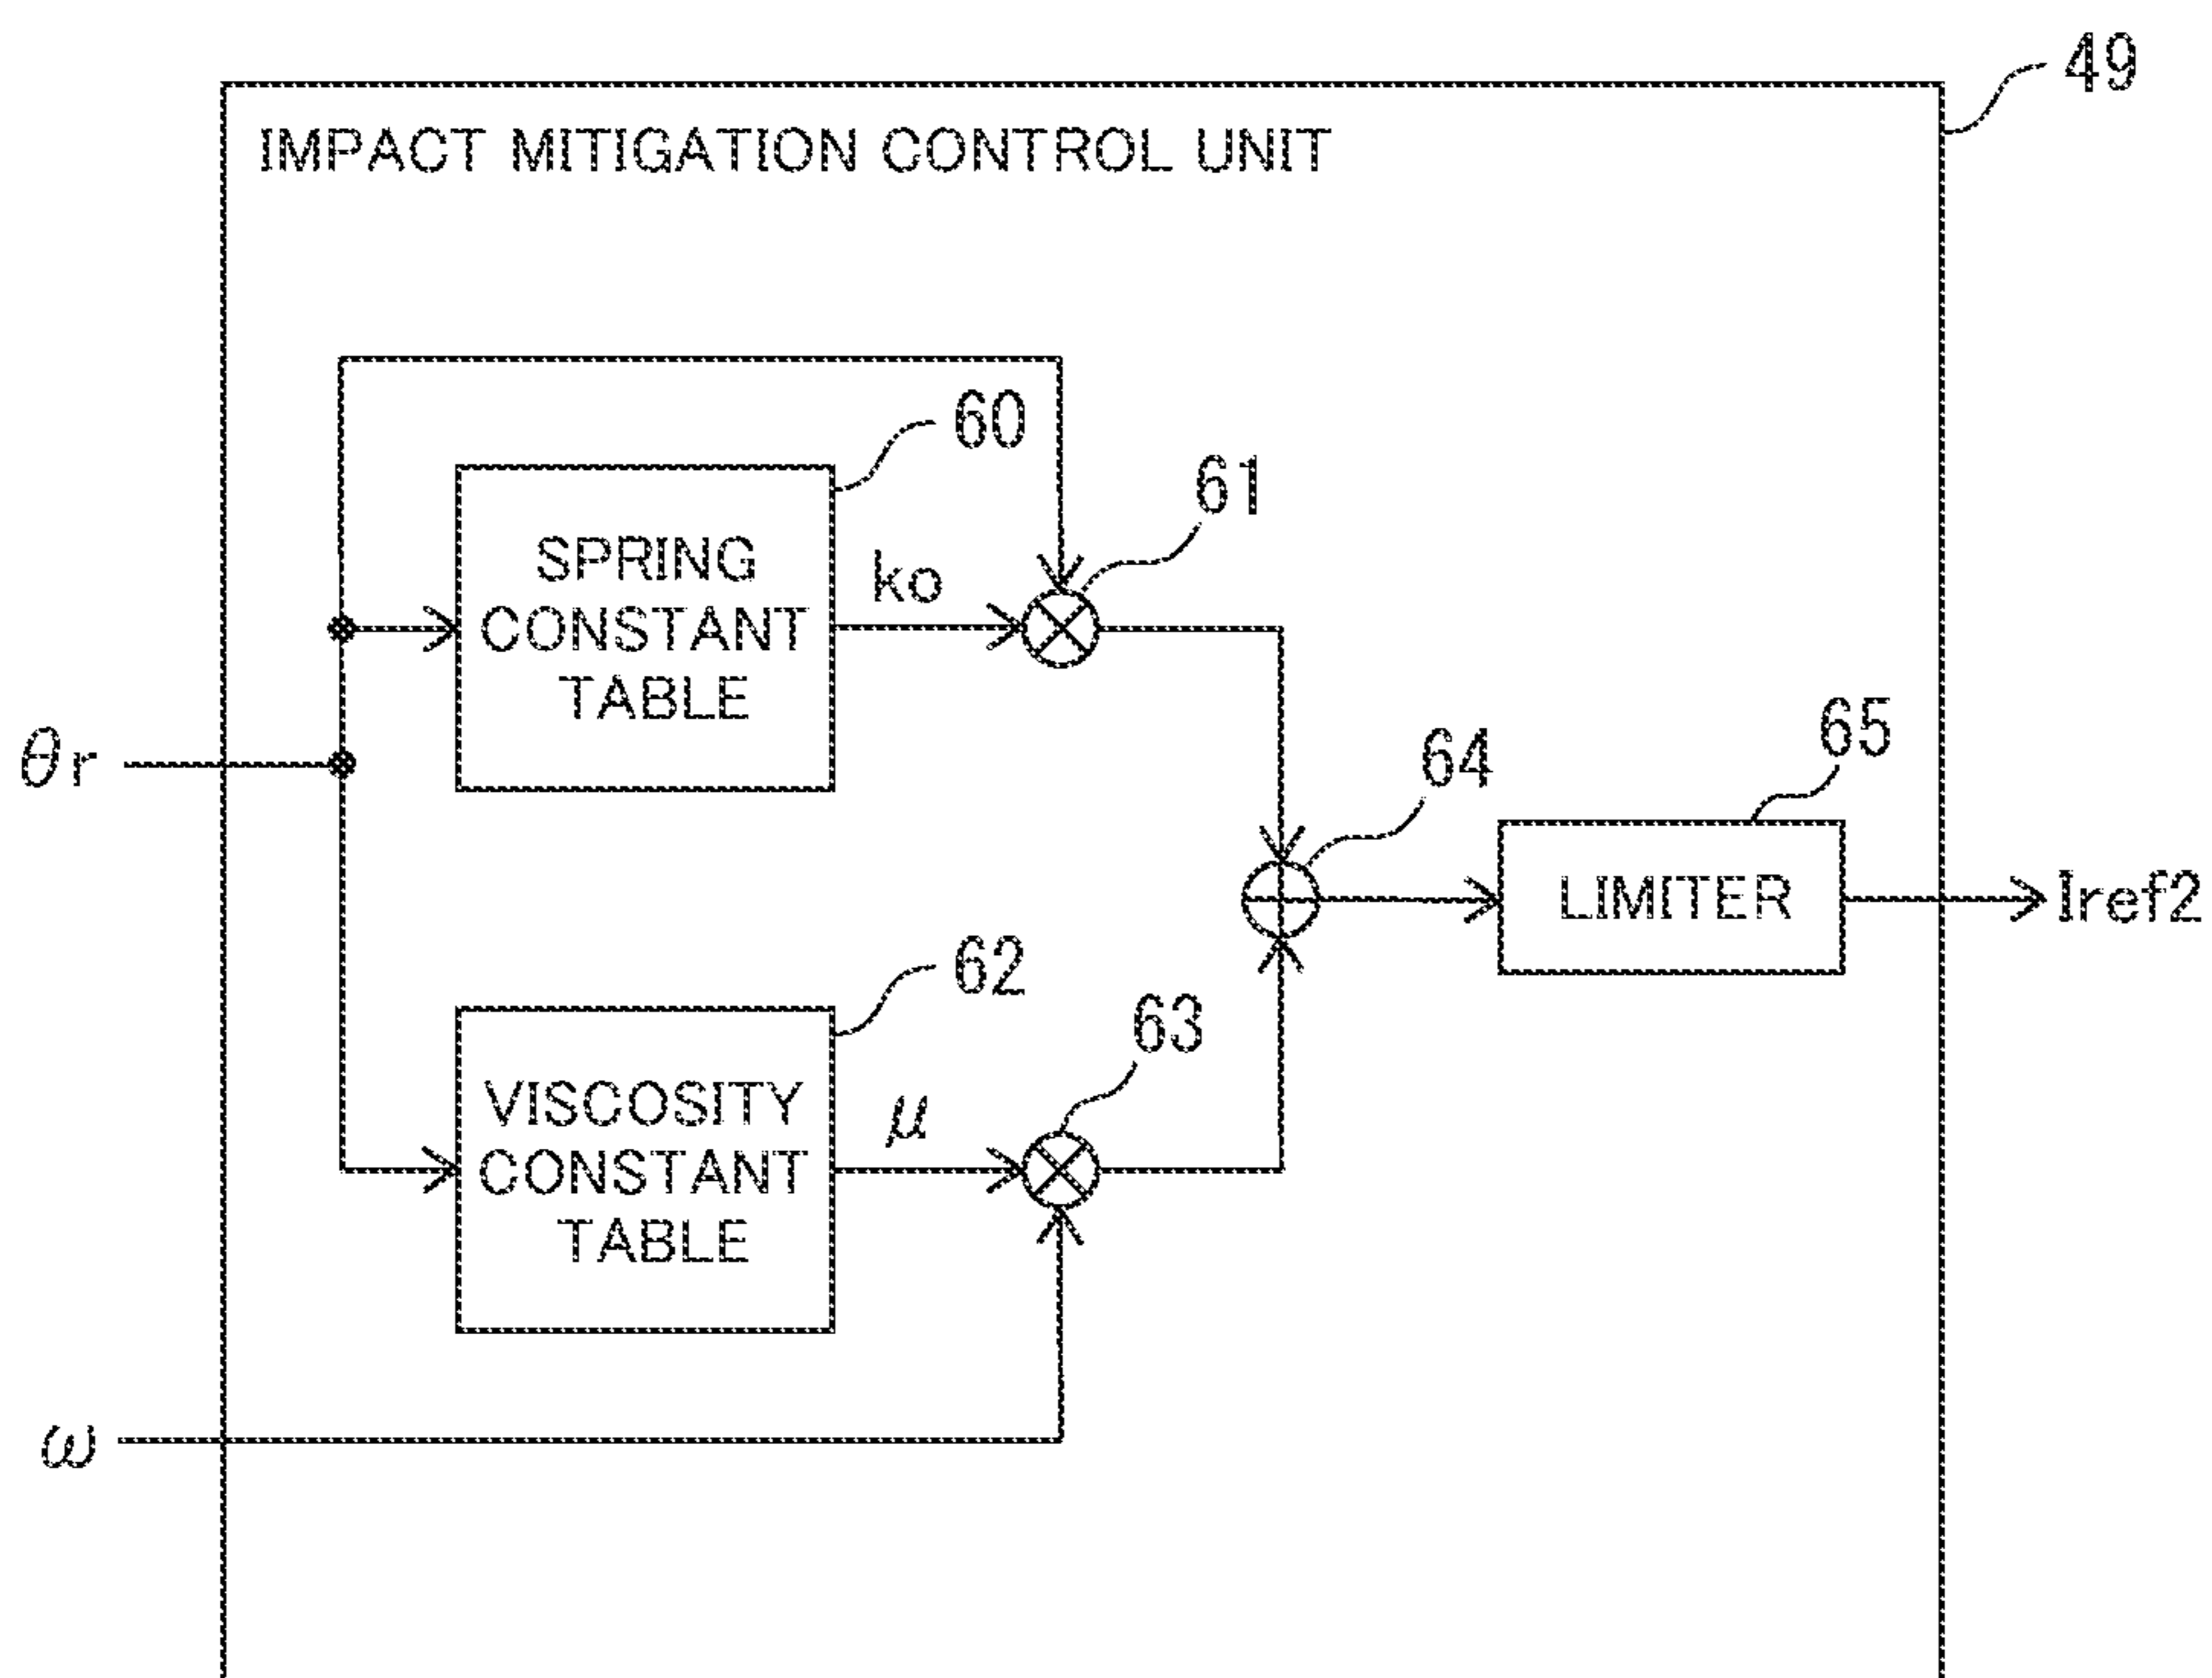 49
IMPACT MITIGATION CONTROL UNIT
60
61
SPRING
CONSTANT
TABLE
ko
θr
64
65
LIMITER
Iref2
62
63
VISCOSITY
CONSTANT
TABLE
μ
ω